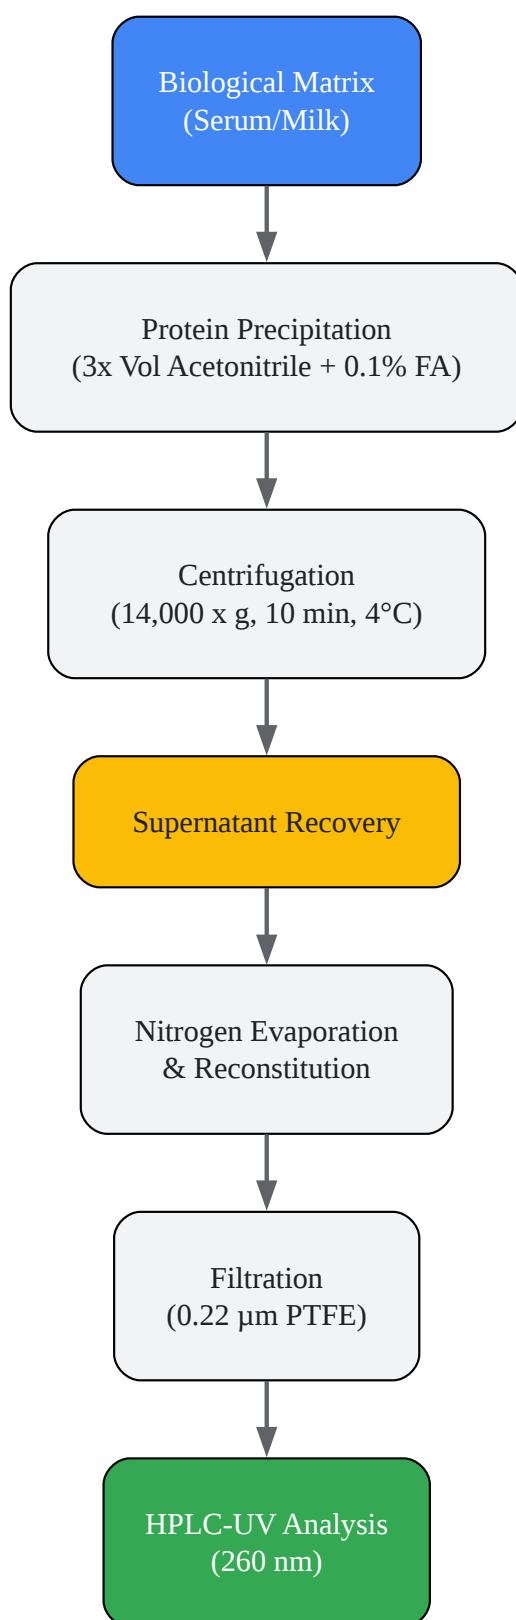 Biological Matrix
(Serum/Milk)
Protein Precipitation
(3x Vol Acetonitrile + 0.1% FA)
Centrifugation
(14,000 x g, 10 min, 4°C)
Supernatant Recovery
Nitrogen Evaporation
& Reconstitution
Filtration
(0.22 µm PTFE)
HPLC-UV Analysis
(260 nm)